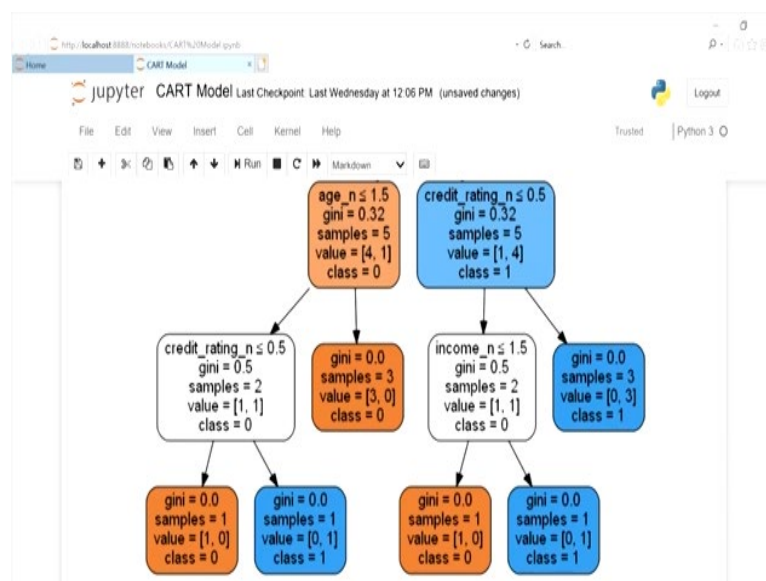 http://localhost:8888/notebooks/CART%20Model.ipynb
Search...
Home
CART Model
jupyter CART Model Last Checkpoint: Last Wednesday at 12:06 PM (unsaved changes)
Logout
File Edit View Insert Cell Kernel Help
Trusted
Python 3
Run
Markdown
age_n ≤ 1.5
gini = 0.32
samples = 5
value = [4, 1]
class = 0
credit_rating_n ≤ 0.5
gini = 0.32
samples = 5
value = [1, 4]
class = 1
credit_rating_n ≤ 0.5
gini = 0.5
samples = 2
value = [1, 1]
class = 0
gini = 0.0
samples = 3
value = [3, 0]
class = 0
income_n ≤ 1.5
gini = 0.5
samples = 2
value = [1, 1]
class = 0
gini = 0.0
samples = 3
value = [0, 3]
class = 1
gini = 0.0
samples = 1
value = [1, 0]
class = 0
gini = 0.0
samples = 1
value = [0, 1]
class = 1
gini = 0.0
samples = 1
value = [1, 0]
class = 0
gini = 0.0
samples = 1
value = [0, 1]
class = 1